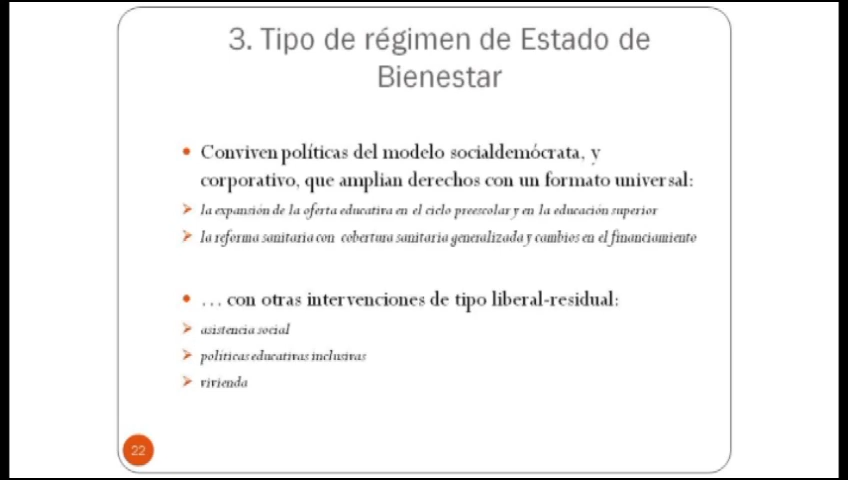 3. Tipo de régimen de Estado de
Bienestar
• Conviven políticas del modelo socialdemócrata, y
corporativo, que amplian derechos con un formato universal:
➢ la expansión de la oferta educativa en el ciclo preescolar y en la educación superior
➢ la reforma sanitaria con cobertura sanitaria generalizada y cambios en el financiamiento
• … con otras intervenciones de tipo liberal-residual:
➢ asistencia social
➢ políticas educativas inclusivas
➢ vivienda
22